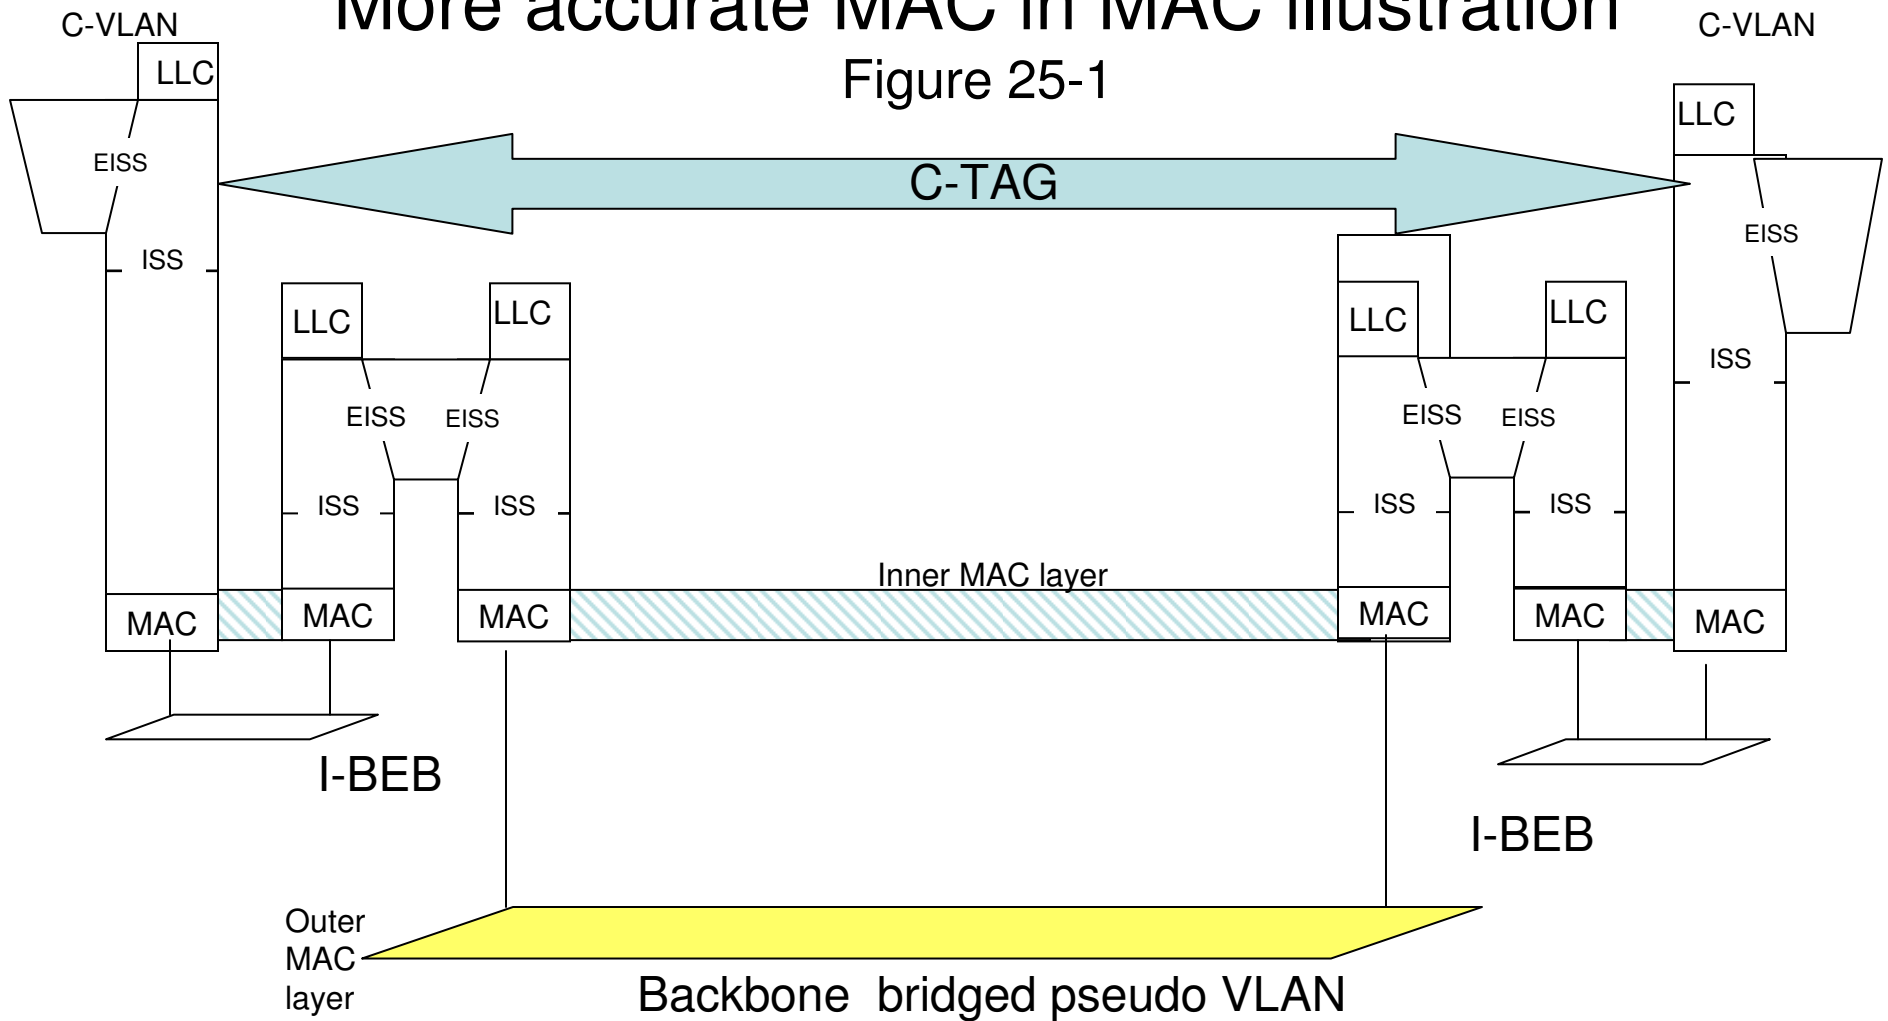 More accurate MAC in MAC illustration
C-VLAN
C-VLAN
Figure 25-1
LLC
LLC
EISS
C-TAG
EISS
ISS
ISS
LLC
LLC
LLC
LLC
EISS
EISS
EISS
EISS
ISS
ISS
ISS
ISS
Inner MAC layer
MAC
MAC
MAC
MAC
MAC
MAC
I-BEB
I-BEB
Outer
MAC
layer
Backbone bridged pseudo VLAN